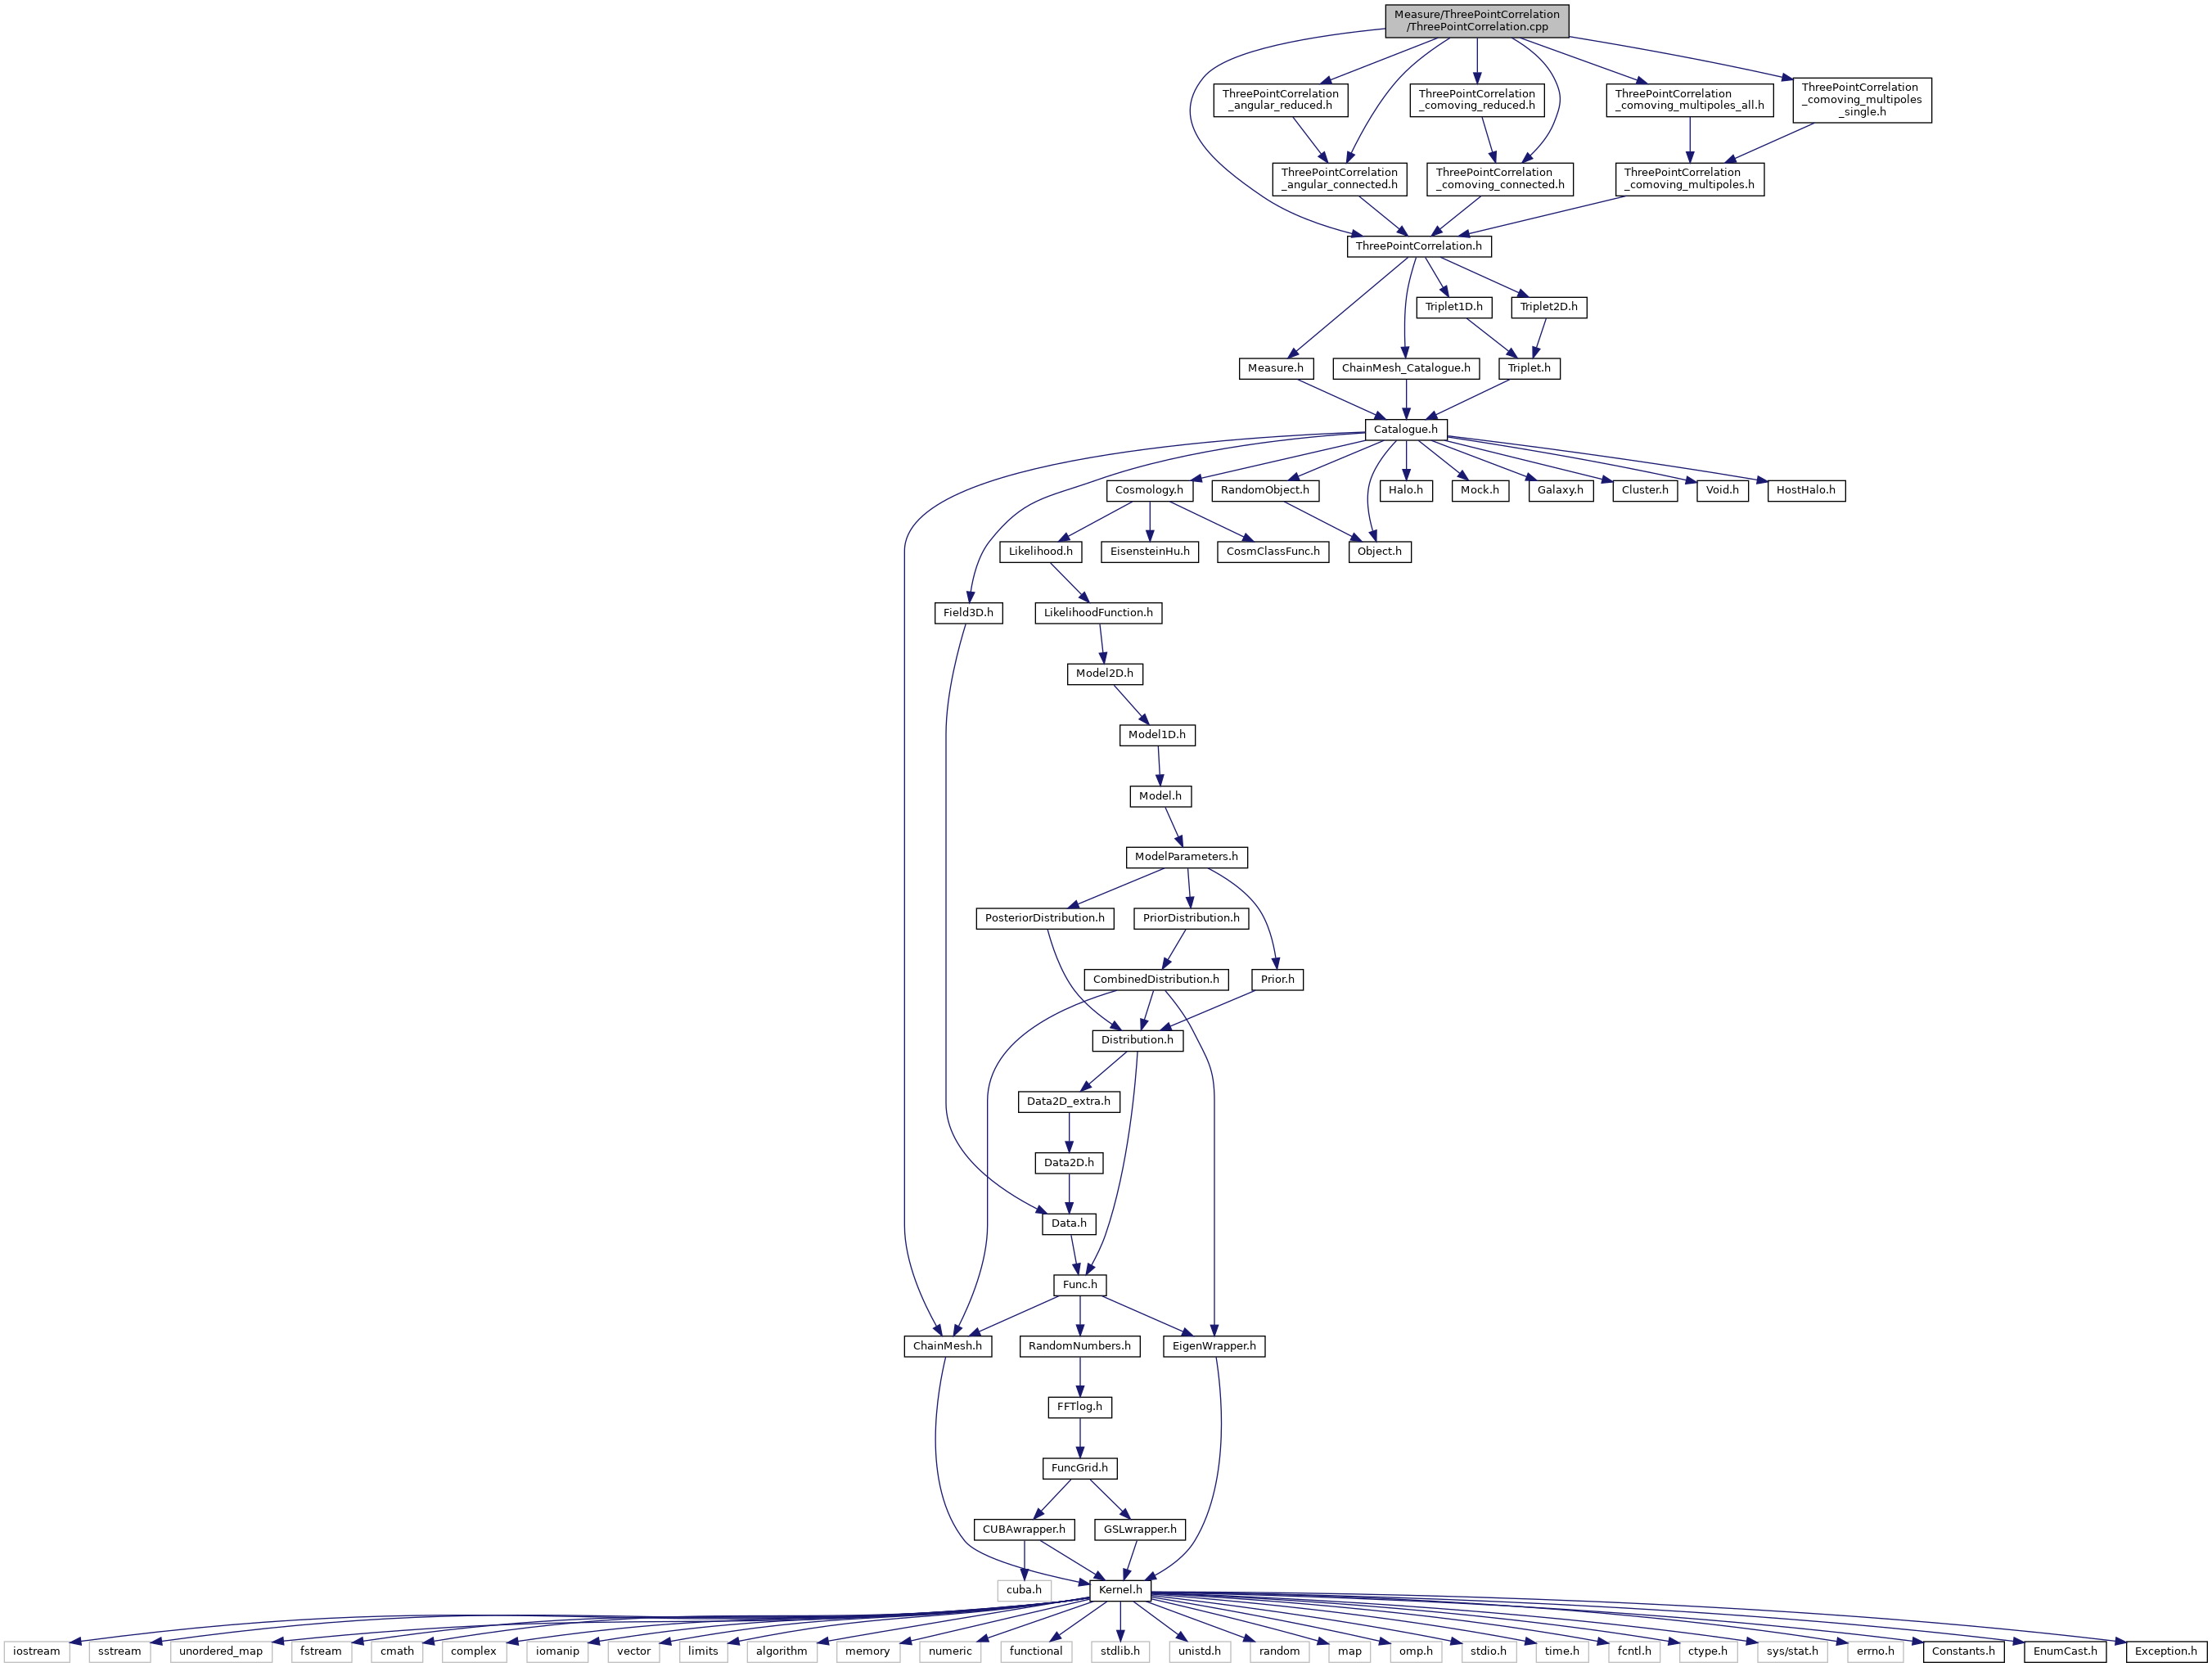 Measure/ThreePointCorrelation
/ThreePointCorrelation.cpp
ThreePointCorrelation
_angular_reduced.h
ThreePointCorrelation
_comoving_reduced.h
ThreePointCorrelation
_comoving_multipoles_all.h
ThreePointCorrelation
_comoving_multipoles
_single.h
ThreePointCorrelation
_angular_connected.h
ThreePointCorrelation
_comoving_connected.h
ThreePointCorrelation
_comoving_multipoles.h
ThreePointCorrelation.h
Triplet1D.h
Triplet2D.h
Measure.h
ChainMesh_Catalogue.h
Triplet.h
Catalogue.h
Cosmology.h
RandomObject.h
Halo.h
Mock.h
Galaxy.h
Cluster.h
Void.h
HostHalo.h
Likelihood.h
EisensteinHu.h
CosmClassFunc.h
Object.h
Field3D.h
LikelihoodFunction.h
Model2D.h
Model1D.h
Model.h
ModelParameters.h
PosteriorDistribution.h
PriorDistribution.h
CombinedDistribution.h
Prior.h
Distribution.h
Data2D_extra.h
Data2D.h
Data.h
Func.h
ChainMesh.h
RandomNumbers.h
EigenWrapper.h
FFTlog.h
FuncGrid.h
CUBAwrapper.h
GSLwrapper.h
cuba.h
Kernel.h
iostream
sstream
unordered_map
fstream
cmath
complex
iomanip
vector
limits
algorithm
memory
numeric
functional
stdlib.h
unistd.h
random
map
omp.h
stdio.h
time.h
fcntl.h
ctype.h
sys/stat.h
errno.h
Constants.h
EnumCast.h
Exception.h